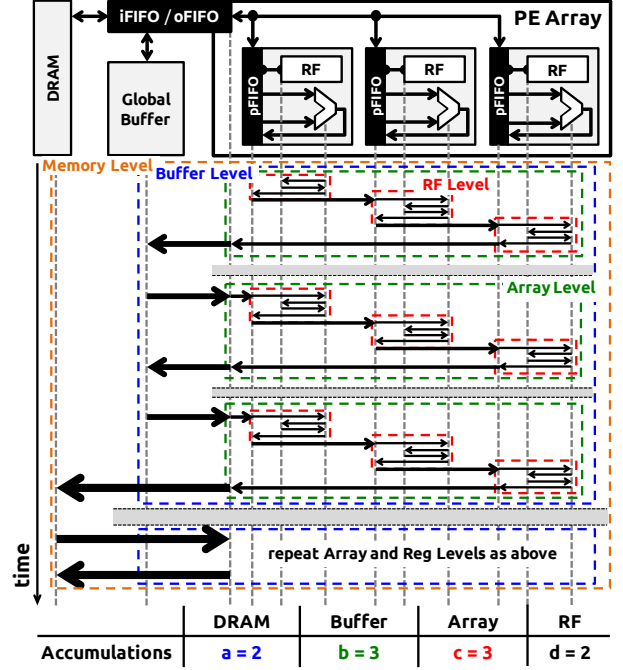 iFIFO / oFIFO
PE Array
DRAM
Global
Buffer
pFIFO
RF
pFIFO
RF
pFIFO
RF
Memory Level
Buffer Level
RF Level
Array Level
repeat Array and Reg Levels as above
time
DRAM Buffer Array RF
Accumulations a = 2 b = 3 c = 3 d = 2